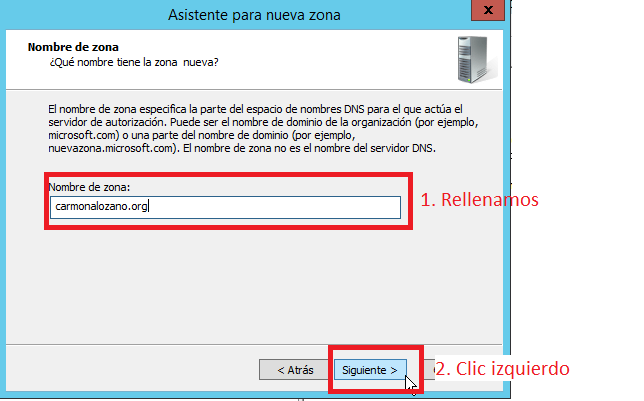 Asistente para nueva zona
x
Nombre de zona
¿Qué nombre tiene la zona nueva?
El nombre de zona especifica la parte del espacio de nombres DNS para el que actúa el
servidor de autorización. Puede ser el nombre de dominio de la organización (por ejemplo,
microsoft.com) o una parte del nombre de dominio (por ejemplo,
nuevazona.microsoft.com). El nombre de zona no es el nombre del servidor DNS.
Nombre de zona:
carmonalozano.org
1. Rellenamos
< Atrás
Siguiente >
2. Clic izquierdo